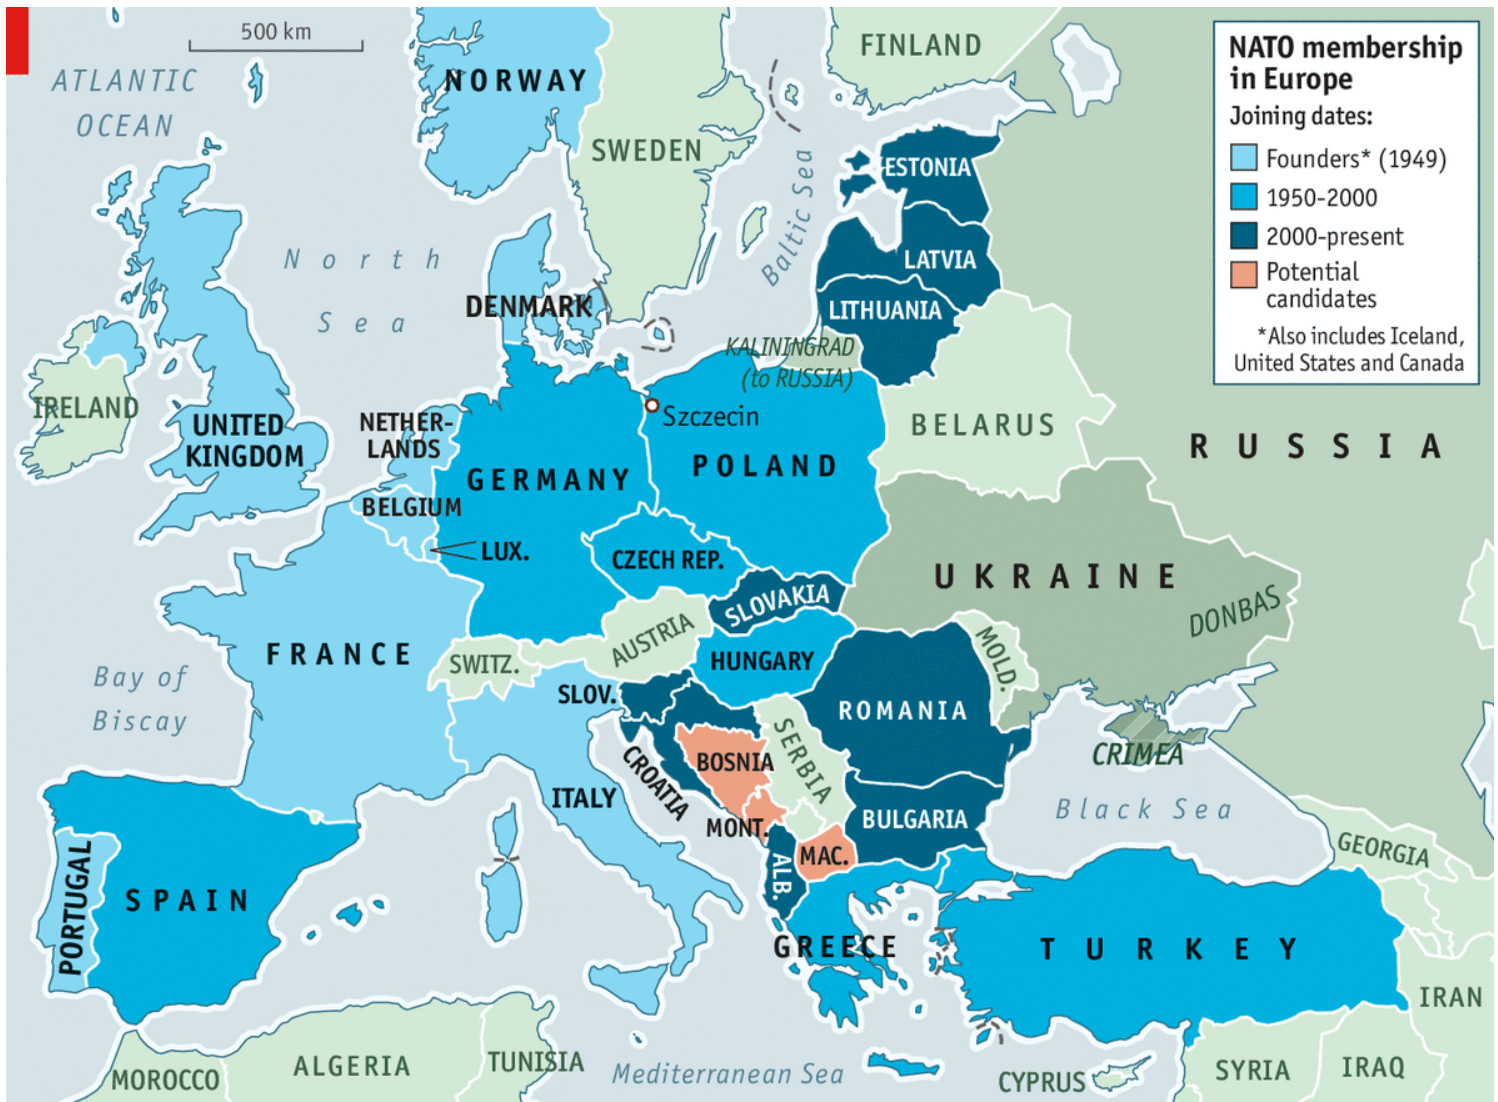 500 km
ATLANTIC
OCEAN
NORWAY
SWEDEN
FINLAND
NATO membership
in Europe
Joining dates:
Founders* (1949)
1950-2000
2000-present
Potential
candidates
*Also includes Iceland,
United States and Canada
ESTONIA
Baltic Sea
LATVIA
North
Sea
DENMARK
LITHUANIA
KALININGRAD
(to RUSSIA)
IRELAND
UNITED
KINGDOM
NETHER-
LANDS
Szczecin
BELARUS
RUSSIA
GERMANY
POLAND
BELGIUM
LUX.
CZECH REP.
SLOVAKIA
UKRAINE
DONBAS
FRANCE
SWITZ.
AUSTRIA
HUNGARY
MOLD.
Bay of
Biscay
SLOV.
ROMANIA
CROATIA
BOSNIA
SERBIA
CRIMEA
ITALY
MONT.
BULGARIA
Black Sea
MAC.
ALB.
GEORGIA
PORTUGAL
SPAIN
GREECE
TURKEY
IRAN
MOROCCO
ALGERIA
TUNISIA
Mediterranean Sea
CYPRUS
SYRIA
IRAQ